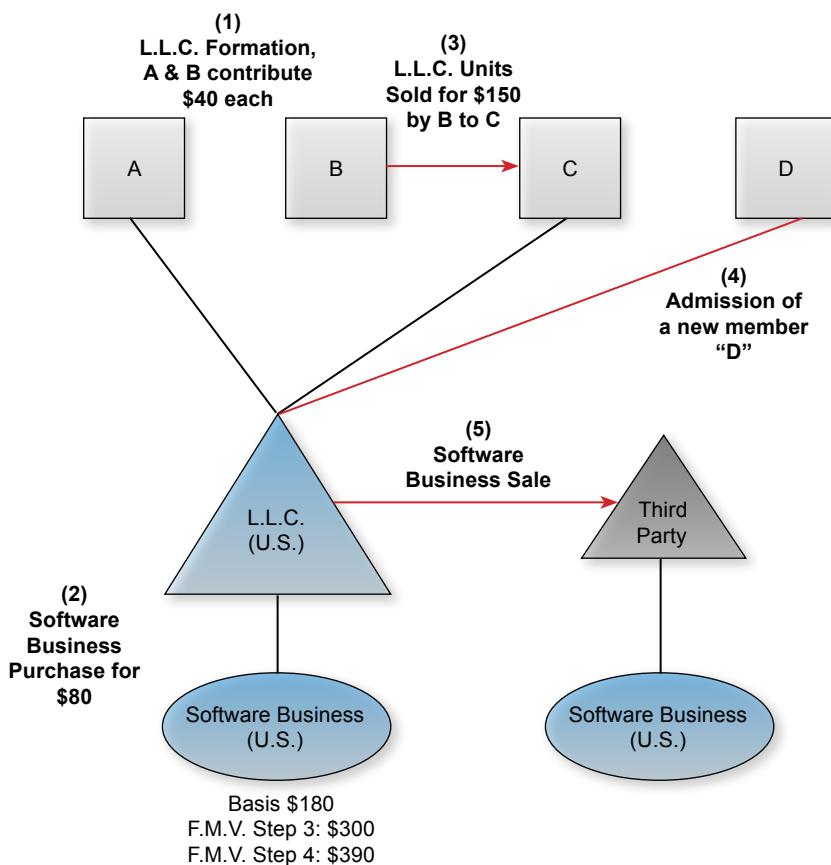 (1)
L.L.C. Formation,
A & B contribute
$40 each
(3)
L.L.C. Units
Sold for $150
by B to C
A
B
C
D
(4)
Admission of
a new member
“D”
(5)
Software
Business Sale
L.L.C.
(U.S.)
Third
Party
(2)
Software
Business
Purchase for
$80
Software Business
(U.S.)
Software Business
(U.S.)
Basis $180
F.M.V. Step 3: $300
F.M.V. Step 4: $390